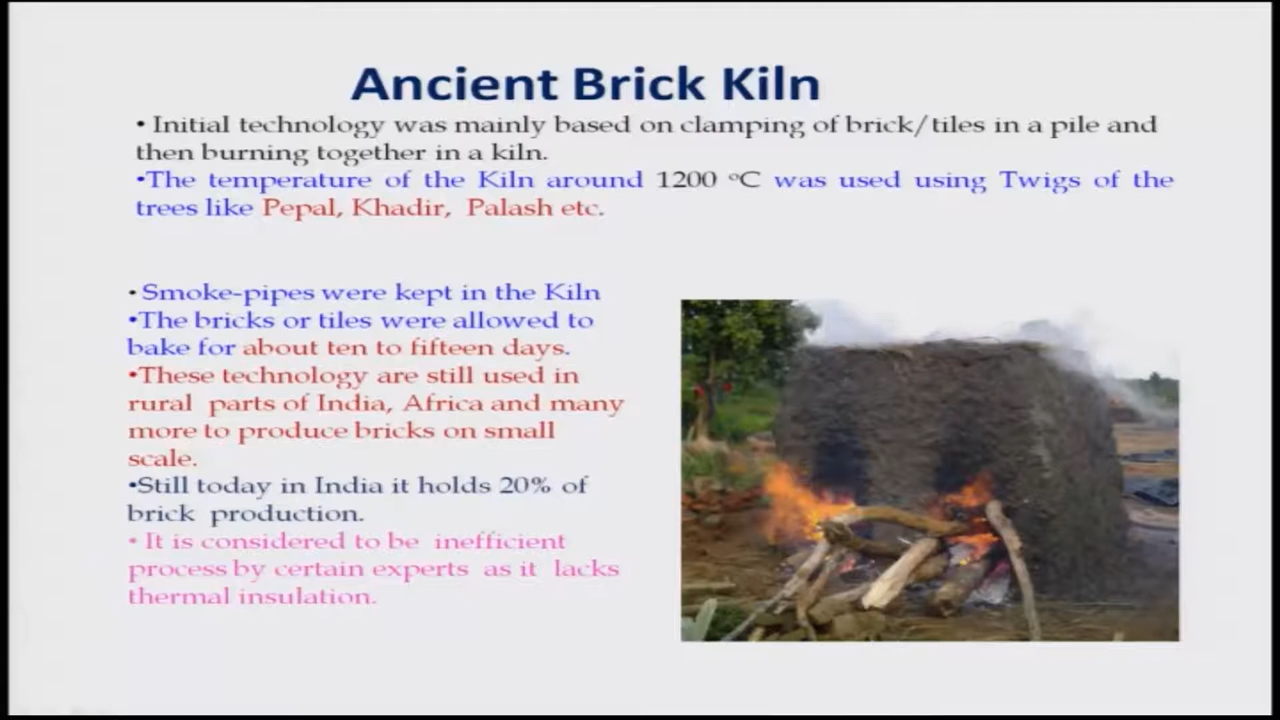 Ancient Brick Kiln
• Initial technology was mainly based on clamping of brick/tiles in a pile and
then burning together in a kiln.
•The temperature of the Kiln around 1200 °C was used using Twigs of the
trees like Pepal, Khadir, Palash etc.
• Smoke-pipes were kept in the Kiln
•The bricks or tiles were allowed to
bake for about ten to fifteen days.
•These technology are still used in
rural parts of India, Africa and many
more to produce bricks on small
scale.
•Still today in India it holds 20% of
brick production.
• It is considered to be inefficient
process by certain experts as it lacks
thermal insulation.